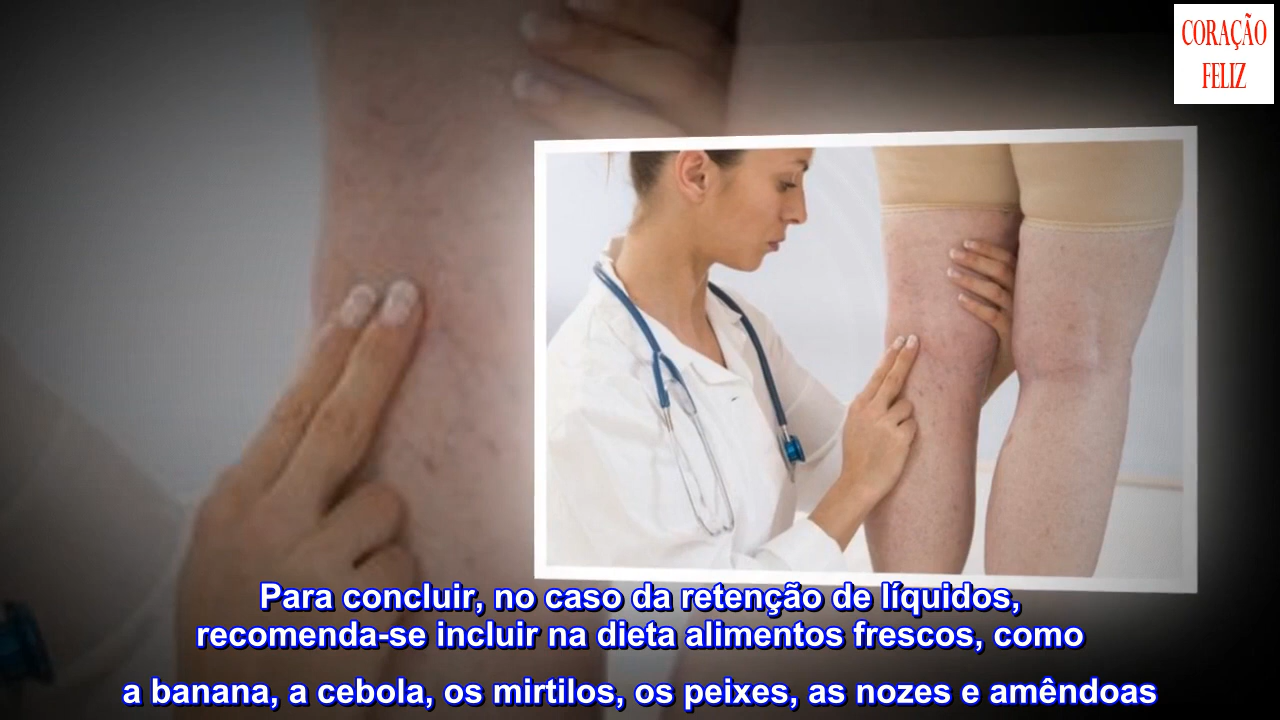 CORAÇÃO
FELIZ
Para concluir, no caso da retenção de líquidos,
recomenda-se incluir na dieta alimentos frescos, como
a banana, a cebola, os mirtilos, os peixes, as nozes e amêndoas